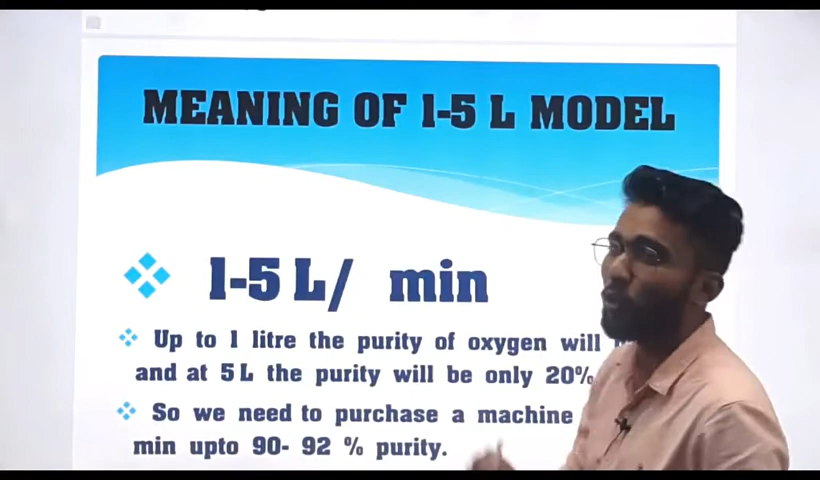 MEANING OF 1-5 L MODEL
1-5 L/ min
Up to 1 litre the purity of oxygen will
and at 5 L the purity will be only 20%
So we need to purchase a machine
min upto 90- 92 % purity.